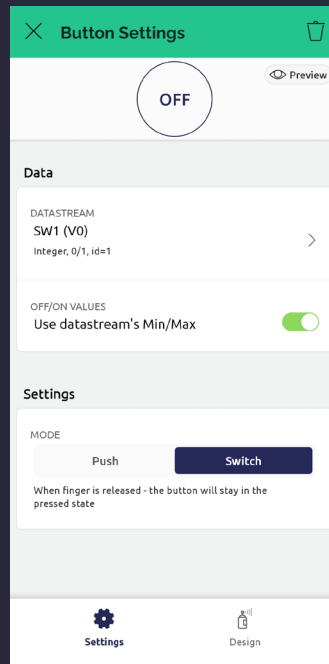 Button Settings
Preview
OFF
Data
DATASTREAM
SW1 (V0)
Integer, 0/1, id=1
OFF/ON VALUES
Use datastream's Min/Max
Settings
MODE
Push Switch
When finger is released - the button will stay in the
pressed state
Settings Design